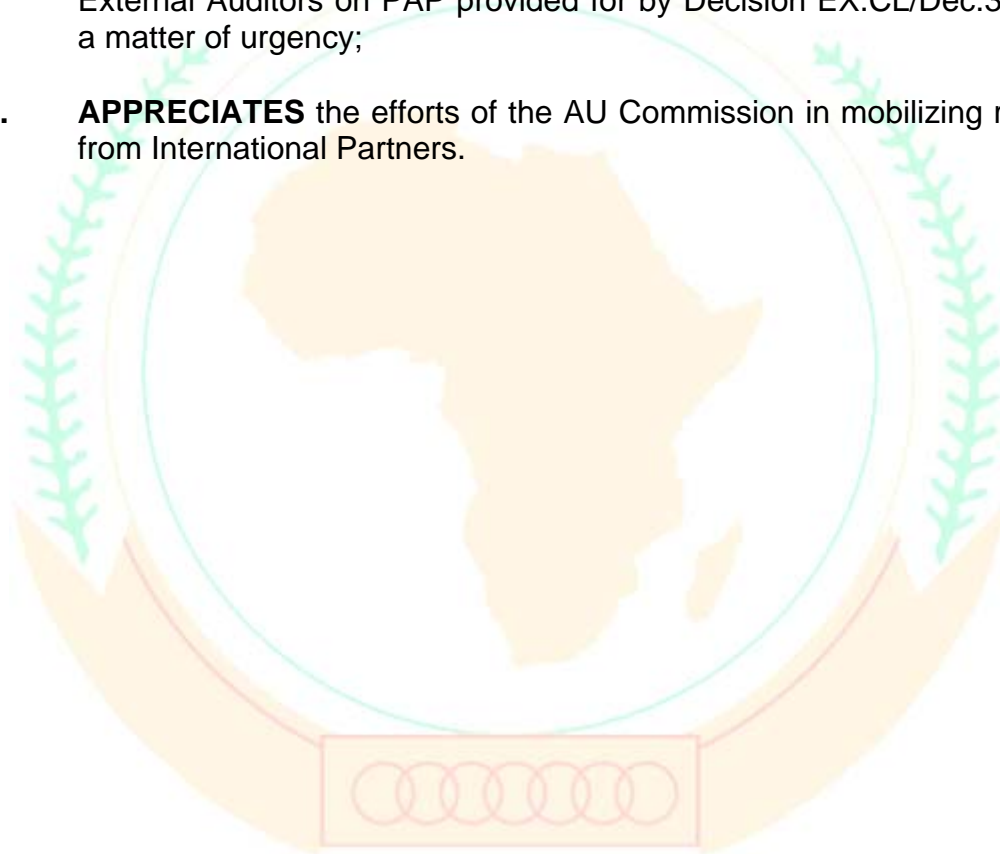 External Auditors on PAP provided for by Decision EX.CL/Dec.3
a matter of urgency;
. APPRECIATES the efforts of the AU Commission in mobilizing
from International Partners.